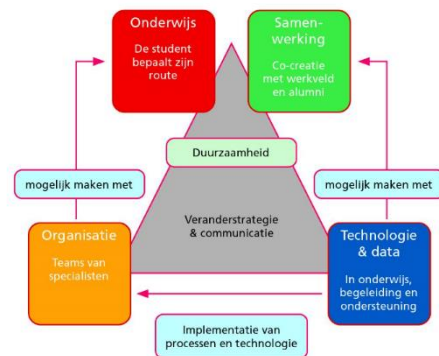 Onderwijs
De student
bepaalt zijn
route
Samen-
werking
Co-creatie
met werkveld
en alumni
Duurzaamheid
mogelijk maken met
mogelijk maken met
Veranderstrategie
& communicatie
Organisatie
Teams van
specialisten
Technologie
& data
In onderwijs,
begeleiding en
ondersteuning
Implementatie van
processen en technologie